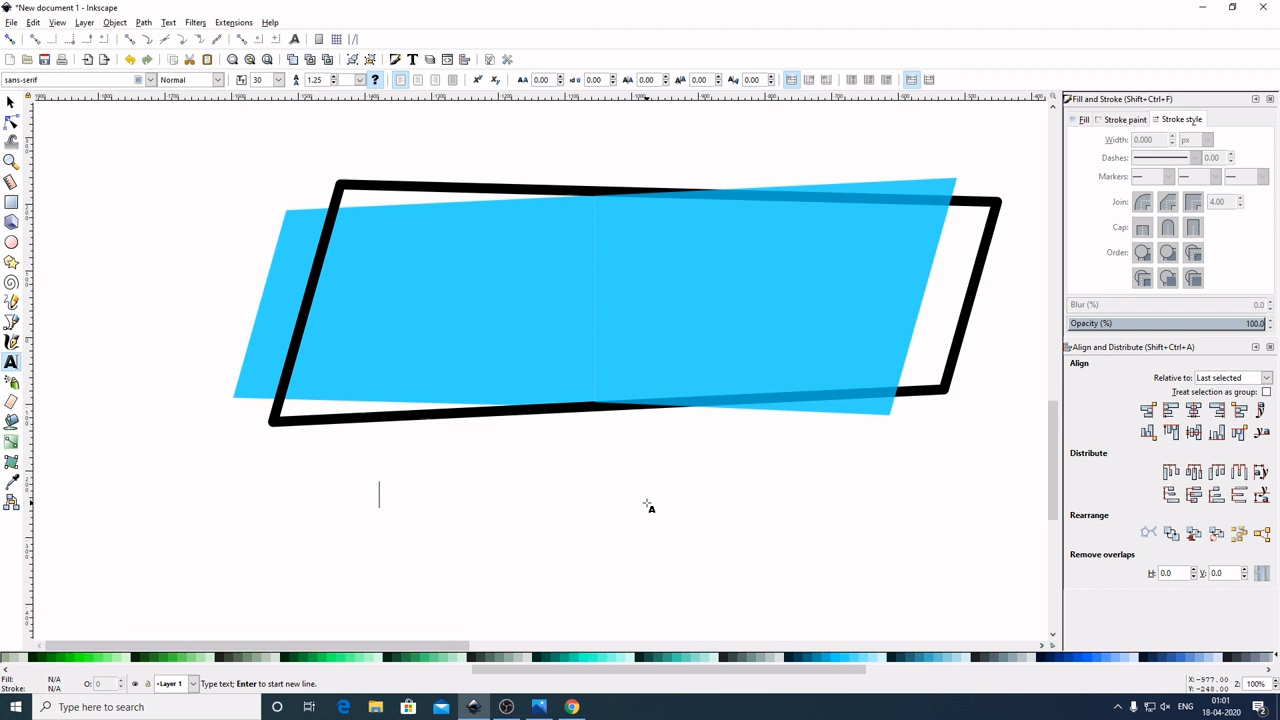 *New document 1 - Inkscape
File Edit View Layer Object Path Text Filters Extensions Help
sans-serif Normal 30 1.25 0.00 0.00 0.00 0.00 0.00
Fill and Stroke (Shift+Ctrl+F)
Fill Stroke paint Stroke style
Width: 0.000 px
Dashes: 0.00
Markers:
Join: 4.00
Cap:
Order:
Blur (%) 0.0
Opacity (%) 100.0
Align and Distribute (Shift+Ctrl+A)
Align
Relative to: Last selected
Treat selection as group:
Distribute
Rearrange
Remove overlaps
H: 0.0 V: 0.0
A
Fill: N/A
Stroke: N/A
O: 0 Layer 1 Type text; Enter to start new line.
X: -977.00
Y: -248.00
Z: 100%
Type here to search
ENG 01:01
18-04-2020